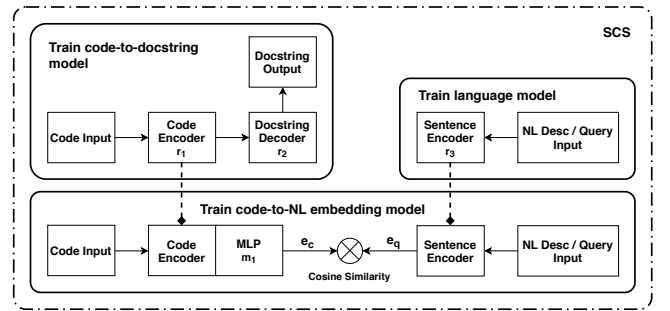 SCS
Train code-to-docstring
model
Docstring
Output
Code Input
Code
Encoder
r1
Docstring
Decoder
r2
Train language model
Sentence
Encoder
r3
NL Desc / Query
Input
Train code-to-NL embedding model
Code Input
Code
Encoder
MLP
m1
ec
Cosine Similarity
eq
Sentence
Encoder
NL Desc / Query
Input